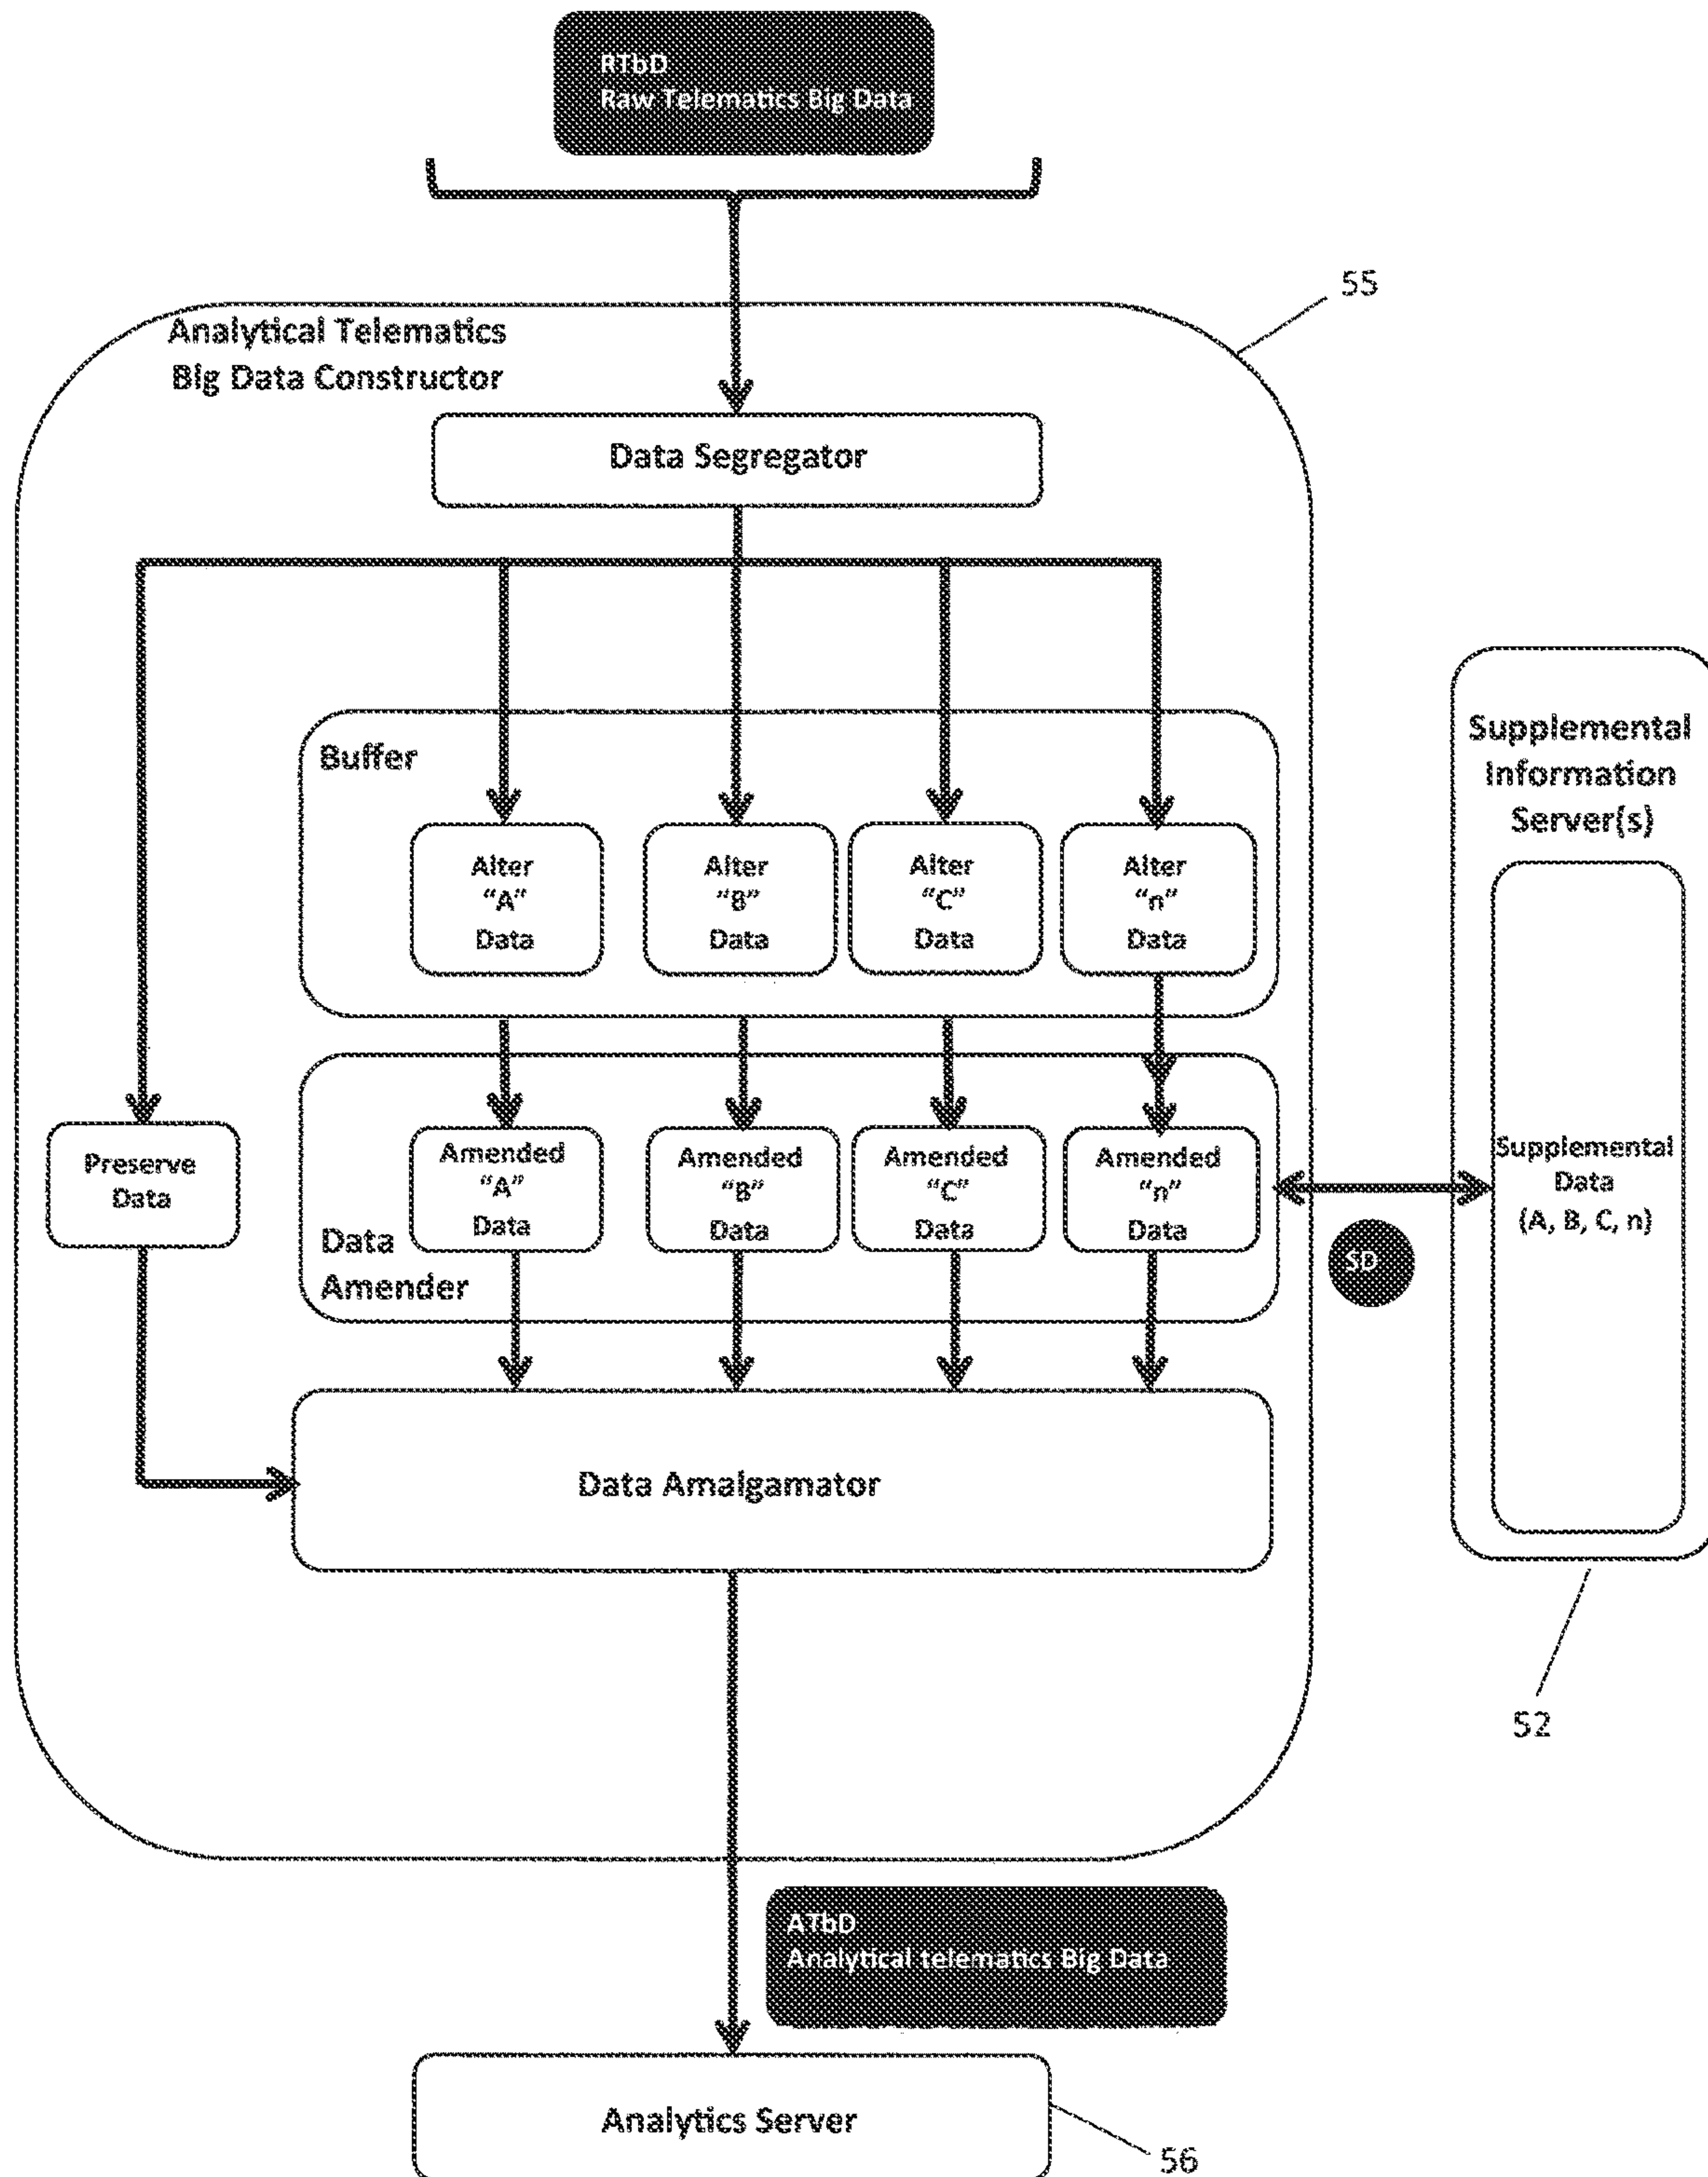 RTbD
Raw Telematics Big Data
55
Analytical Telematics
Big Data Constructor
Data Segregator
Buffer
Alter
“A”
Data
Alter
“B”
Data
Alter
“C”
Data
Alter
“n”
Data
Supplemental
Information
Server(s)
Preserve
Data
Amended
“A”
Data
Amended
“B”
Data
Amended
“C”
Data
Amended
“n”
Data
Data
Amender
Supplemental
Data
(A, B, C, n)
SD
Data Amalgamator
52
ATbD
Analytical telematics Big Data
Analytics Server
56